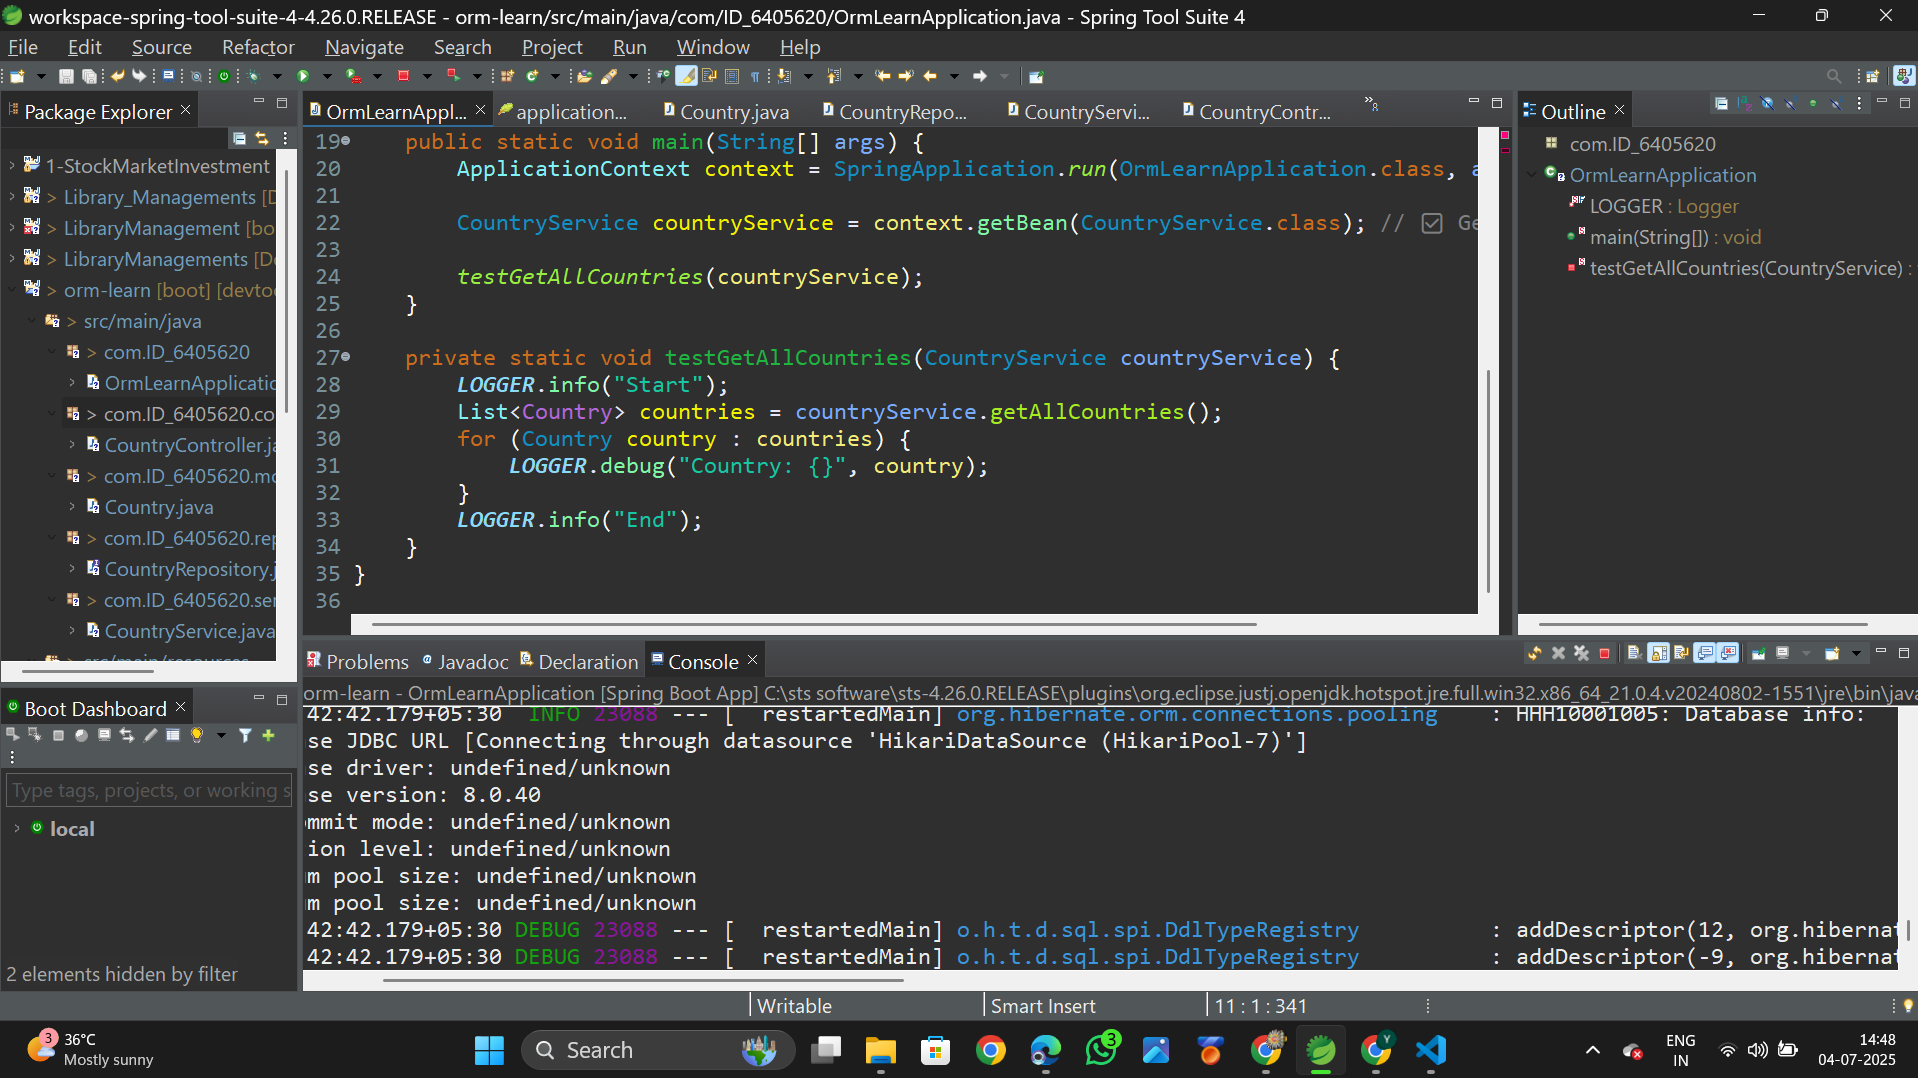 workspace-spring-tool-suite-4-4.26.0.RELEASE - orm-learn/src/main/java/com/ID_6405620/OrmLearnApplication.java - Spring Tool Suite 4
File Edit Source Refactor Navigate Search Project Run Window Help
Package Explorer
1-StockMarketInvestment
> Library_Managements [D
> LibraryManagement [bo
> LibraryManagements [De
> orm-learn [boot] [devtoo
> src/main/java
> com.ID_6405620
OrmLearnApplicatio
> com.ID_6405620.co
CountryController.ja
> com.ID_6405620.mo
Country.java
> com.ID_6405620.rep
CountryRepository.j
> com.ID_6405620.ser
CountryService.java
src/main/resources
OrmLearnAppl... application... Country.java CountryRepo... CountryServi... CountryContr... »8
19 public static void main(String[] args) {
20 ApplicationContext context = SpringApplication.run(OrmLearnApplication.class, a
21
22 CountryService countryService = context.getBean(CountryService.class); // ☑ Ge
23
24 testGetAllCountries(countryService);
25 }
26
27 private static void testGetAllCountries(CountryService countryService) {
28 LOGGER.info("Start");
29 List<Country> countries = countryService.getAllCountries();
30 for (Country country : countries) {
31 LOGGER.debug("Country: {}", country);
32 }
33 LOGGER.info("End");
34 }
35 }
36
Outline
com.ID_6405620
OrmLearnApplication
LOGGER : Logger
main(String[]) : void
testGetAllCountries(CountryService) :
Problems Javadoc Declaration Console
orm-learn - OrmLearnApplication [Spring Boot App] C:\sts software\sts-4.26.0.RELEASE\plugins\org.eclipse.justj.openjdk.hotspot.jre.full.win32.x86_64_21.0.4.v20240802-1551\jre\bin\java
42:42.179+05:30 INFO 23088 --- [ restartedMain] org.hibernate.orm.connections.pooling : HHH10001005: Database info:
se JDBC URL [Connecting through datasource 'HikariDataSource (HikariPool-7)']
se driver: undefined/unknown
se version: 8.0.40
ommit mode: undefined/unknown
ion level: undefined/unknown
m pool size: undefined/unknown
m pool size: undefined/unknown
42:42.179+05:30 DEBUG 23088 --- [ restartedMain] o.h.t.d.sql.spi.DdlTypeRegistry : addDescriptor(12, org.hibernat
42:42.179+05:30 DEBUG 23088 --- [ restartedMain] o.h.t.d.sql.spi.DdlTypeRegistry : addDescriptor(-9, org.hibernat
Boot Dashboard
Type tags, projects, or working s
local
2 elements hidden by filter
Writable Smart Insert 11 : 1 : 341
3 36°C
Mostly sunny
Search
3
Y
ENG
IN
14:48
04-07-2025